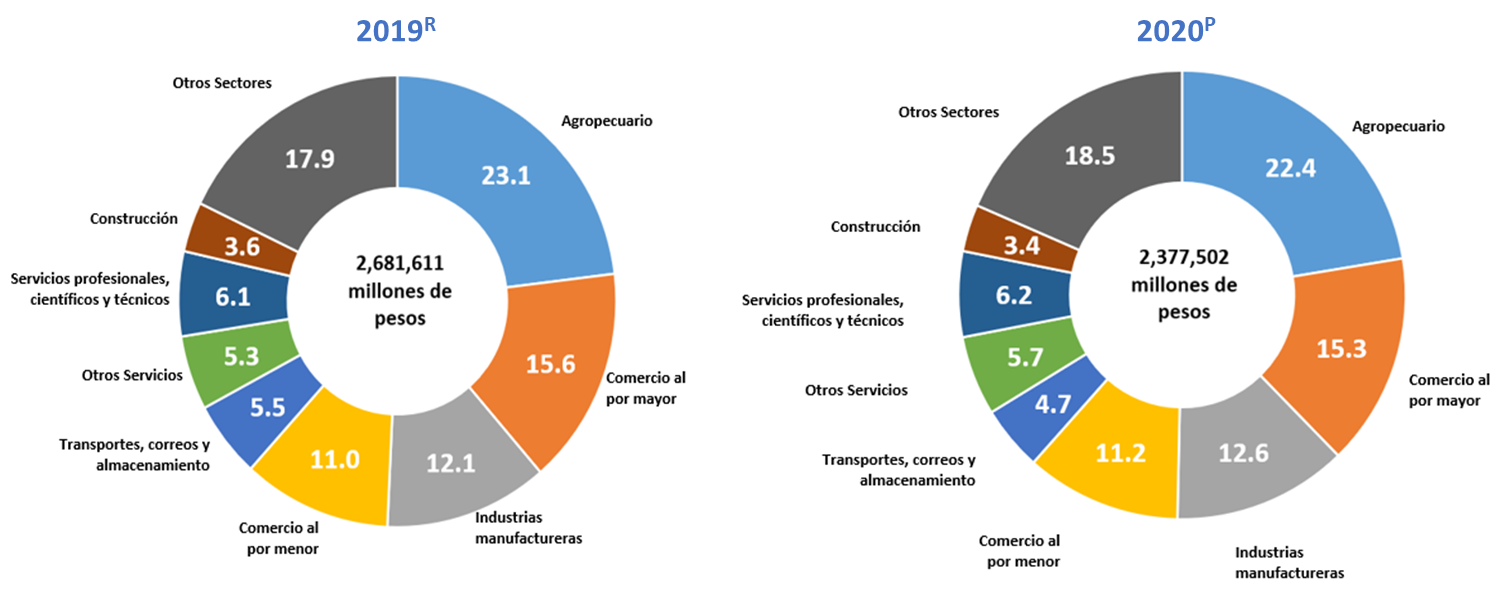 2019R
Otros Sectores
Agropecuario
17.9
23.1
Construcción
3.6
2,681,611
millones de
pesos
Servicios profesionales,
científicos y técnicos
6.1
5.3
15.6
Otros Servicios
Comercio al
por mayor
5.5
Transportes, correos y
almacenamiento
11.0
12.1
Industrias
manufactureras
Comercio al
por menor
2020P
Otros Sectores
Agropecuario
18.5
22.4
Construcción
3.4
2,377,502
millones de
pesos
Servicios profesionales,
científicos y técnicos
6.2
5.7
15.3
Otros Servicios
Comercio al
por mayor
4.7
Transportes, correos y
almacenamiento
11.2
12.6
Comercio al
por menor
Industrias
manufactureras